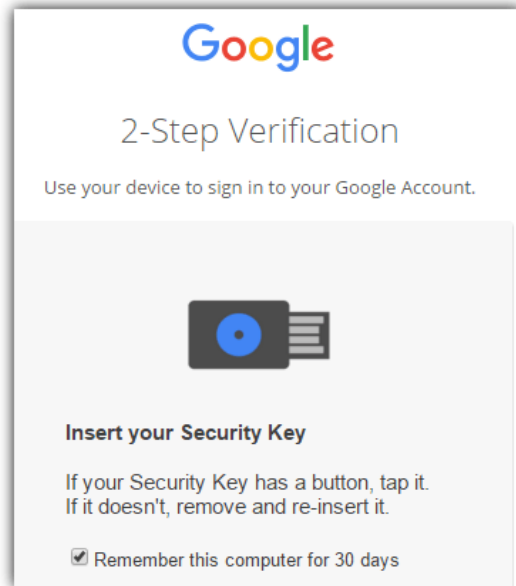 Google
2-Step Verification
Use your device to sign in to your Google Account.
Insert your Security Key
If your Security Key has a button, tap it.
If it doesn't, remove and re-insert it.
Remember this computer for 30 days